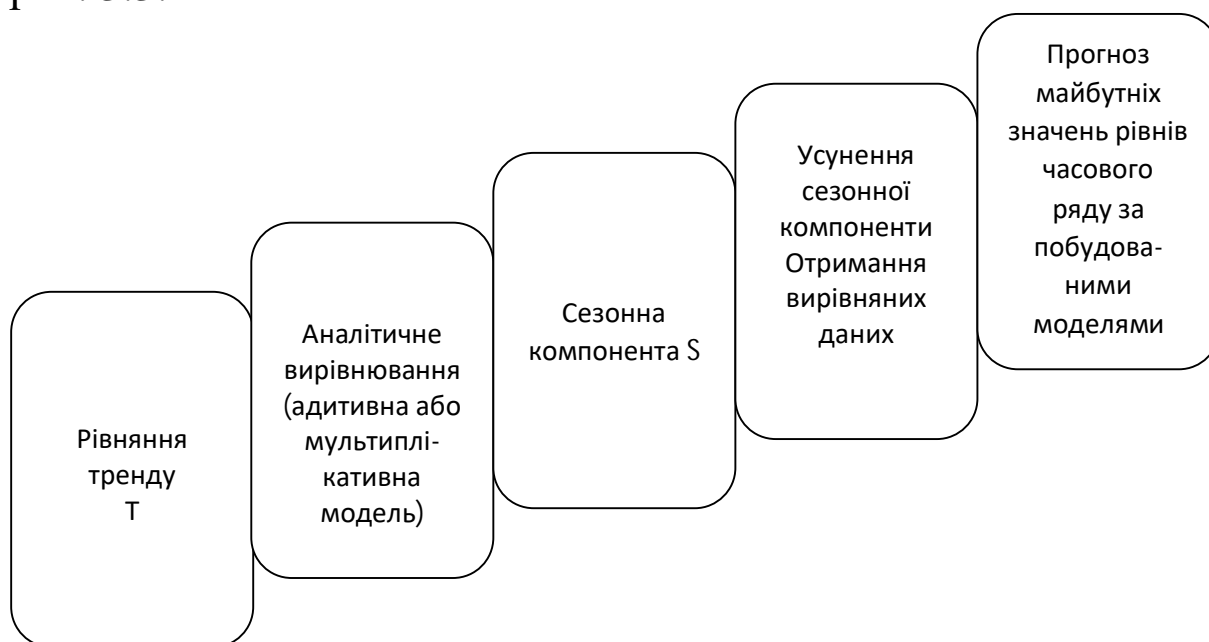 Рівняння
тренду
Т
Аналітичне
вирівнювання
(адитивна або
мультиплі-
кативна
модель)
Сезонна
компонента S
Усунення
сезонної
компоненти
Отримання
вирівняних
даних
Прогноз
майбутніх
значень рівнів
часового
ряду за
побудова-
ними
моделями